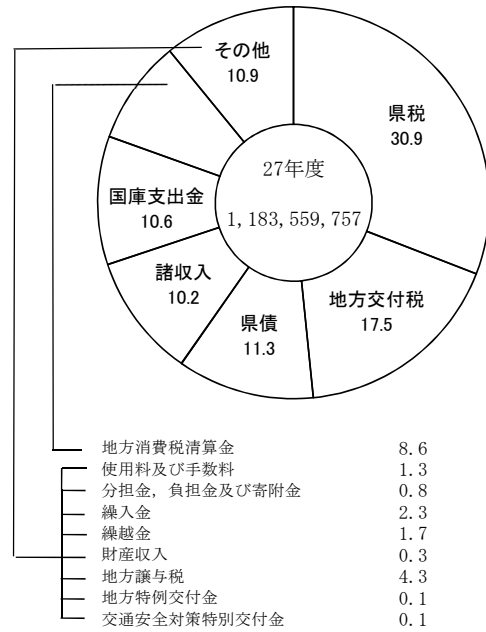 その他
10.9
県税
30.9
27年度
1,183,559,757
国庫支出金
10.6
諸収入
10.2
県債
11.3
地方交付税
17.5
地方消費税清算金 8.6
使用料及び手数料 1.3
分担金，負担金及び寄附金 0.8
繰入金 2.3
繰越金 1.7
財産収入 0.3
地方譲与税 4.3
地方特例交付金 0.1
交通安全対策特別交付金 0.1